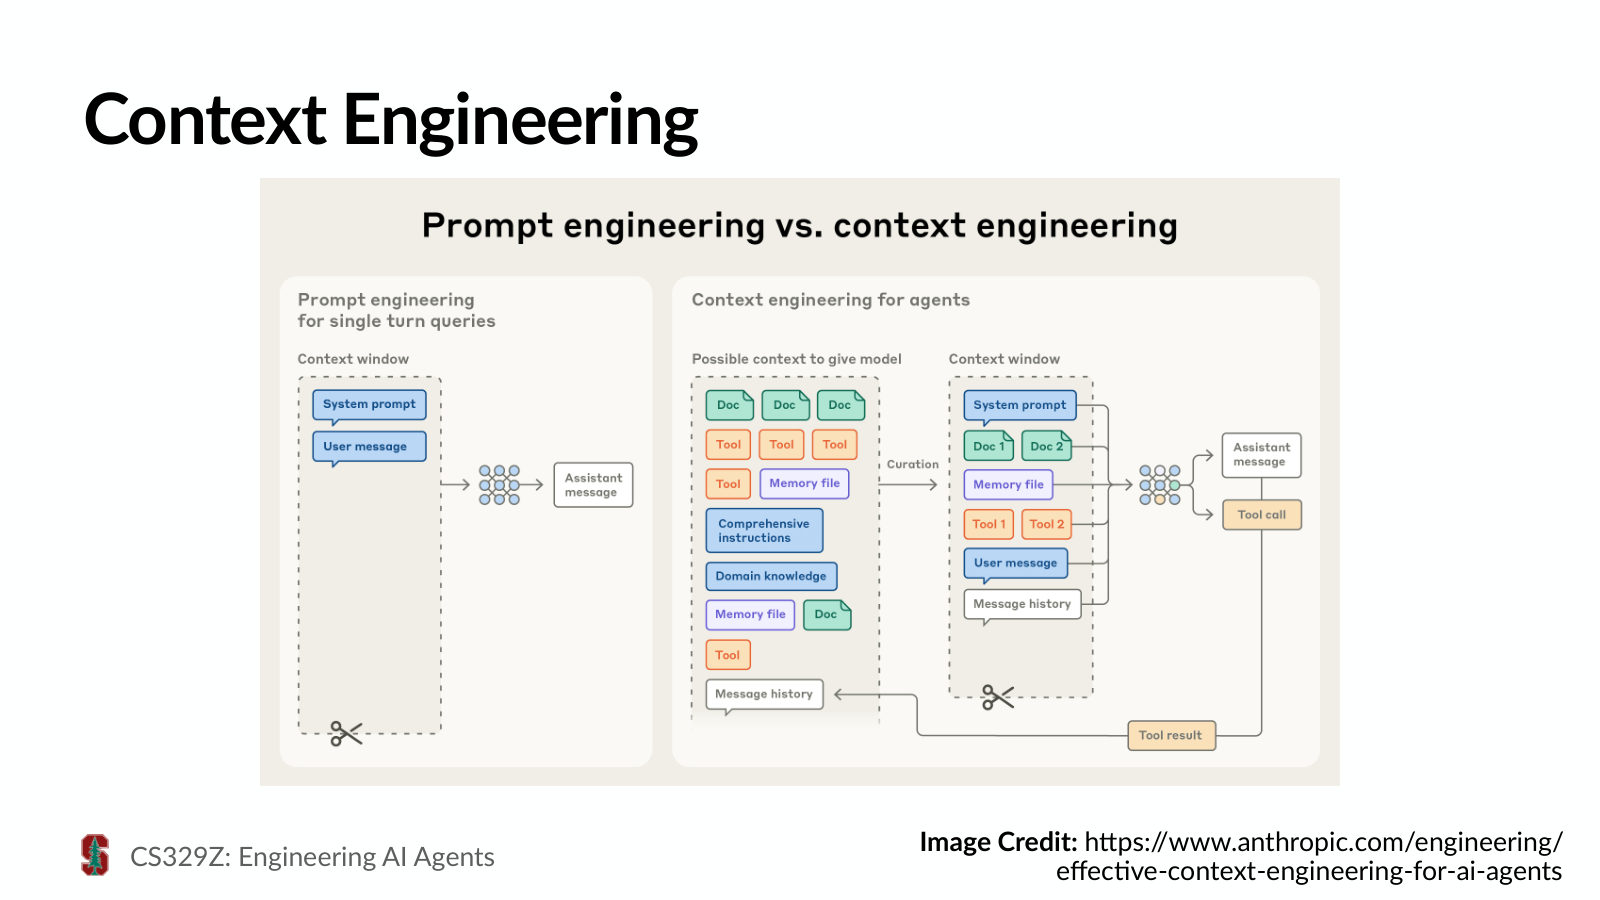 Context Engineering
Prompt engineering vs. context engineering
Prompt engineering
for single turn queries
Context window
System prompt
User message
Assistant
message
Context engineering for agents
Possible context to give model
Doc
Doc
Doc
Tool
Tool
Tool
Tool
Memory file
Comprehensive
instructions
Domain knowledge
Memory file
Doc
Tool
Message history
Curation
Context window
System prompt
Doc 1
Doc 2
Memory file
Tool 1
Tool 2
User message
Message history
Assistant
message
Tool call
Tool result
CS329Z: Engineering AI Agents
Image Credit: https://www.anthropic.com/engineering/
effective-context-engineering-for-ai-agents